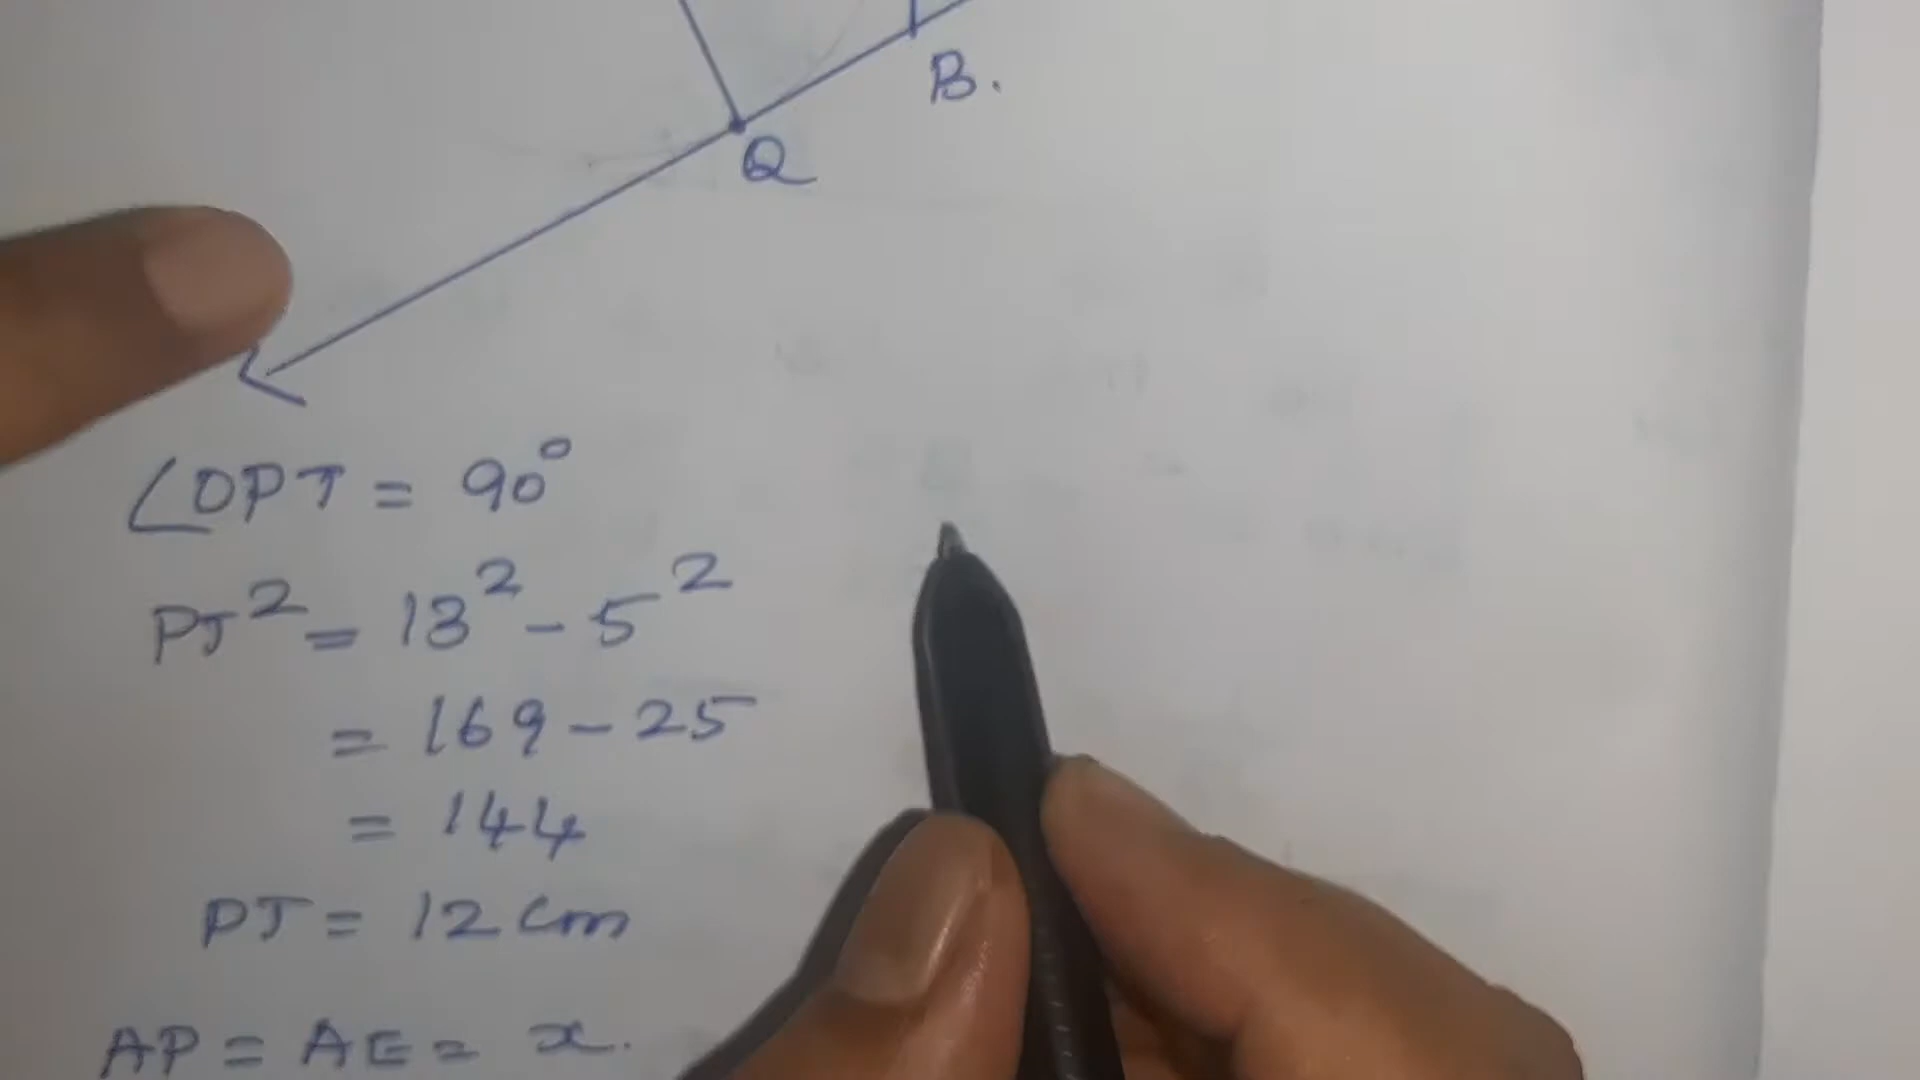 B.
Q
∠OPT = 90°
PT² = 13² - 5²
= 169 - 25
= 144
PT = 12 cm
AP = AE = x.